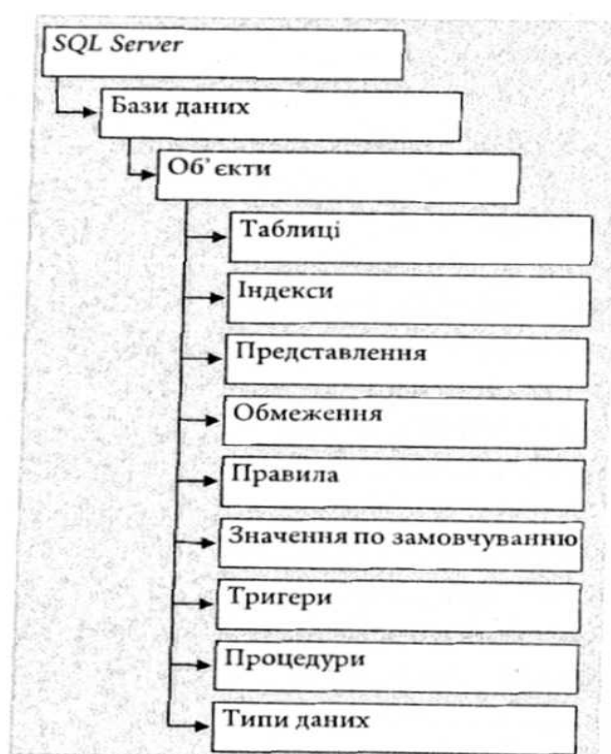 SQL Server
Бази даних
Об'єкти
Таблиці
Індекси
Представлення
Обмеження
Правила
Значення по замовчуванню
Тригери
Процедури
Типи даних